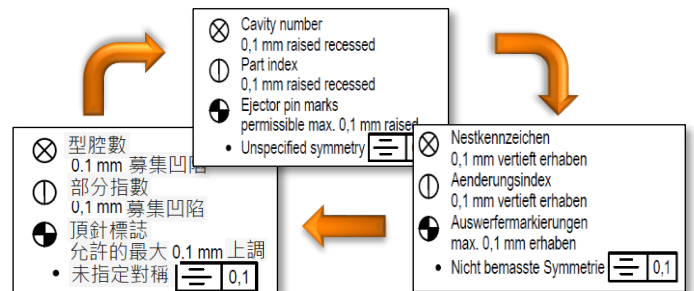 Cavity number
0,1 mm raised recessed
Part index
0,1 mm raised recessed
Ejector pin marks
permissible max. 0,1 mm raised
• Unspecified symmetry
型腔數
0.1 mm 募集凹陷
部分指數
0,1 mm 募集凹陷
頂針標誌
允許的最大 0.1 mm 上調
• 未指定對稱 0,1
Nestkennzeichen
0,1 mm vertieft erhaben
Aenderungsindex
0,1 mm vertieft erhaben
Auswerfermarkierungen
max. 0,1 mm erhaben
• Nicht bemasste Symmetrie 0,1